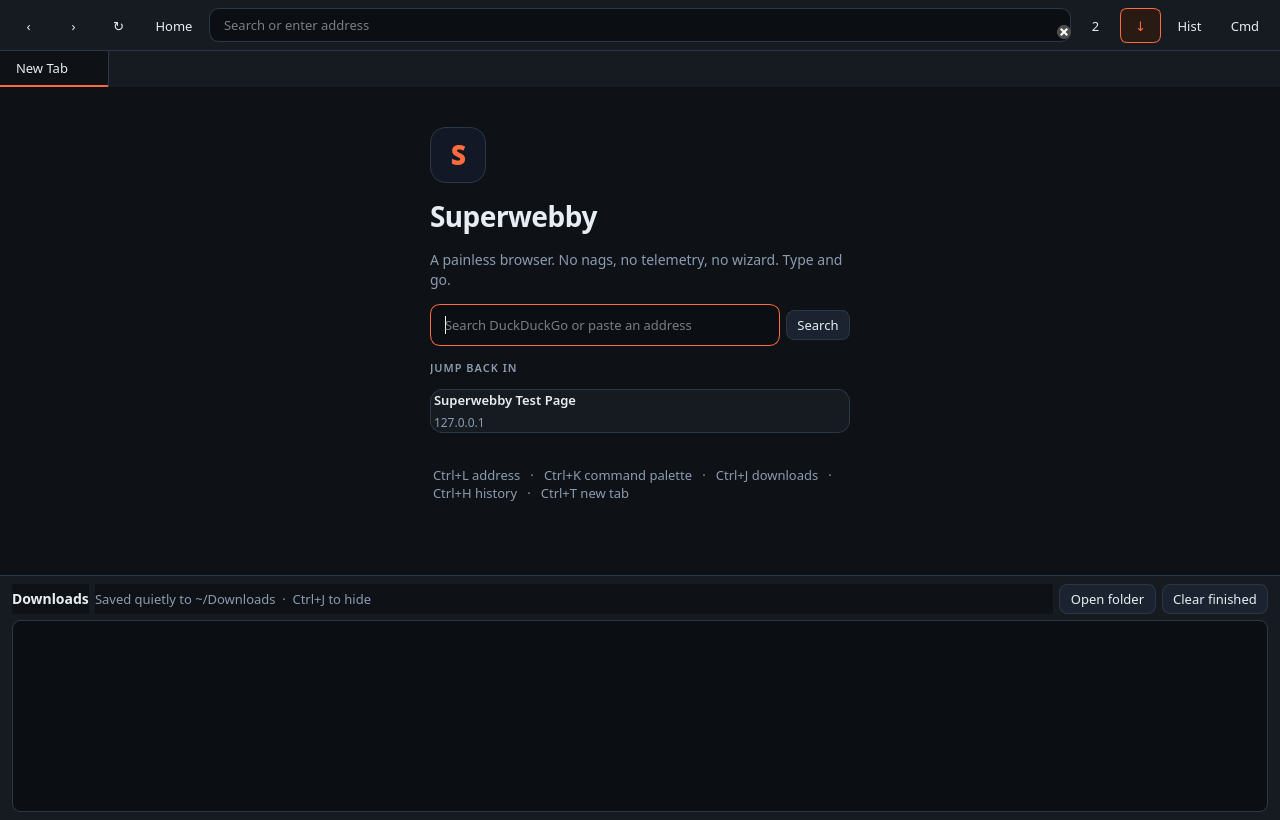 ‹ › ↻ Home Search or enter address 2 ↓ Hist Cmd
New Tab
S
Superwebby
A painless browser. No nags, no telemetry, no wizard. Type and
go.
Search DuckDuckGo or paste an address Search
JUMP BACK IN
Superwebby Test Page
127.0.0.1
Ctrl+L address · Ctrl+K command palette · Ctrl+J downloads ·
Ctrl+H history · Ctrl+T new tab
Downloads Saved quietly to ~/Downloads · Ctrl+J to hide Open folder Clear finished